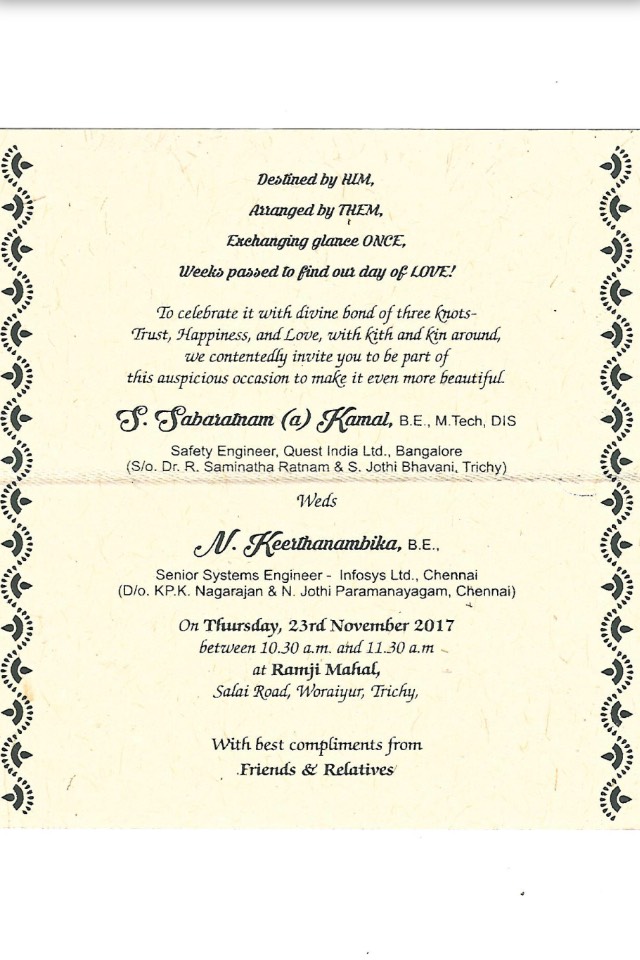 Destined by HIM,
Arranged by THEM,
Exchanging glance ONCE,
Weeks passed to find our day of LOVE!
To celebrate it with divine bond of three knots-
Trust, Happiness, and Love, with kith and kin around,
we contentedly invite you to be part of
this auspicious occasion to make it even more beautiful.
S. Sabaratnam (a) Kamal, B.E., M.Tech, DIS
Safety Engineer, Quest India Ltd., Bangalore
(S/o. Dr. R. Saminatha Ratnam & S. Jothi Bhavani, Trichy)
Weds
N. Keerthanambika, B.E.,
Senior Systems Engineer - Infosys Ltd., Chennai
(D/o. KP.K. Nagarajan & N. Jothi Paramanayagam, Chennai)
On Thursday, 23rd November 2017
between 10.30 a.m. and 11.30 a.m
at Ramji Mahal,
Salai Road, Woraiyur, Trichy,
With best compliments from
Friends & Relatives